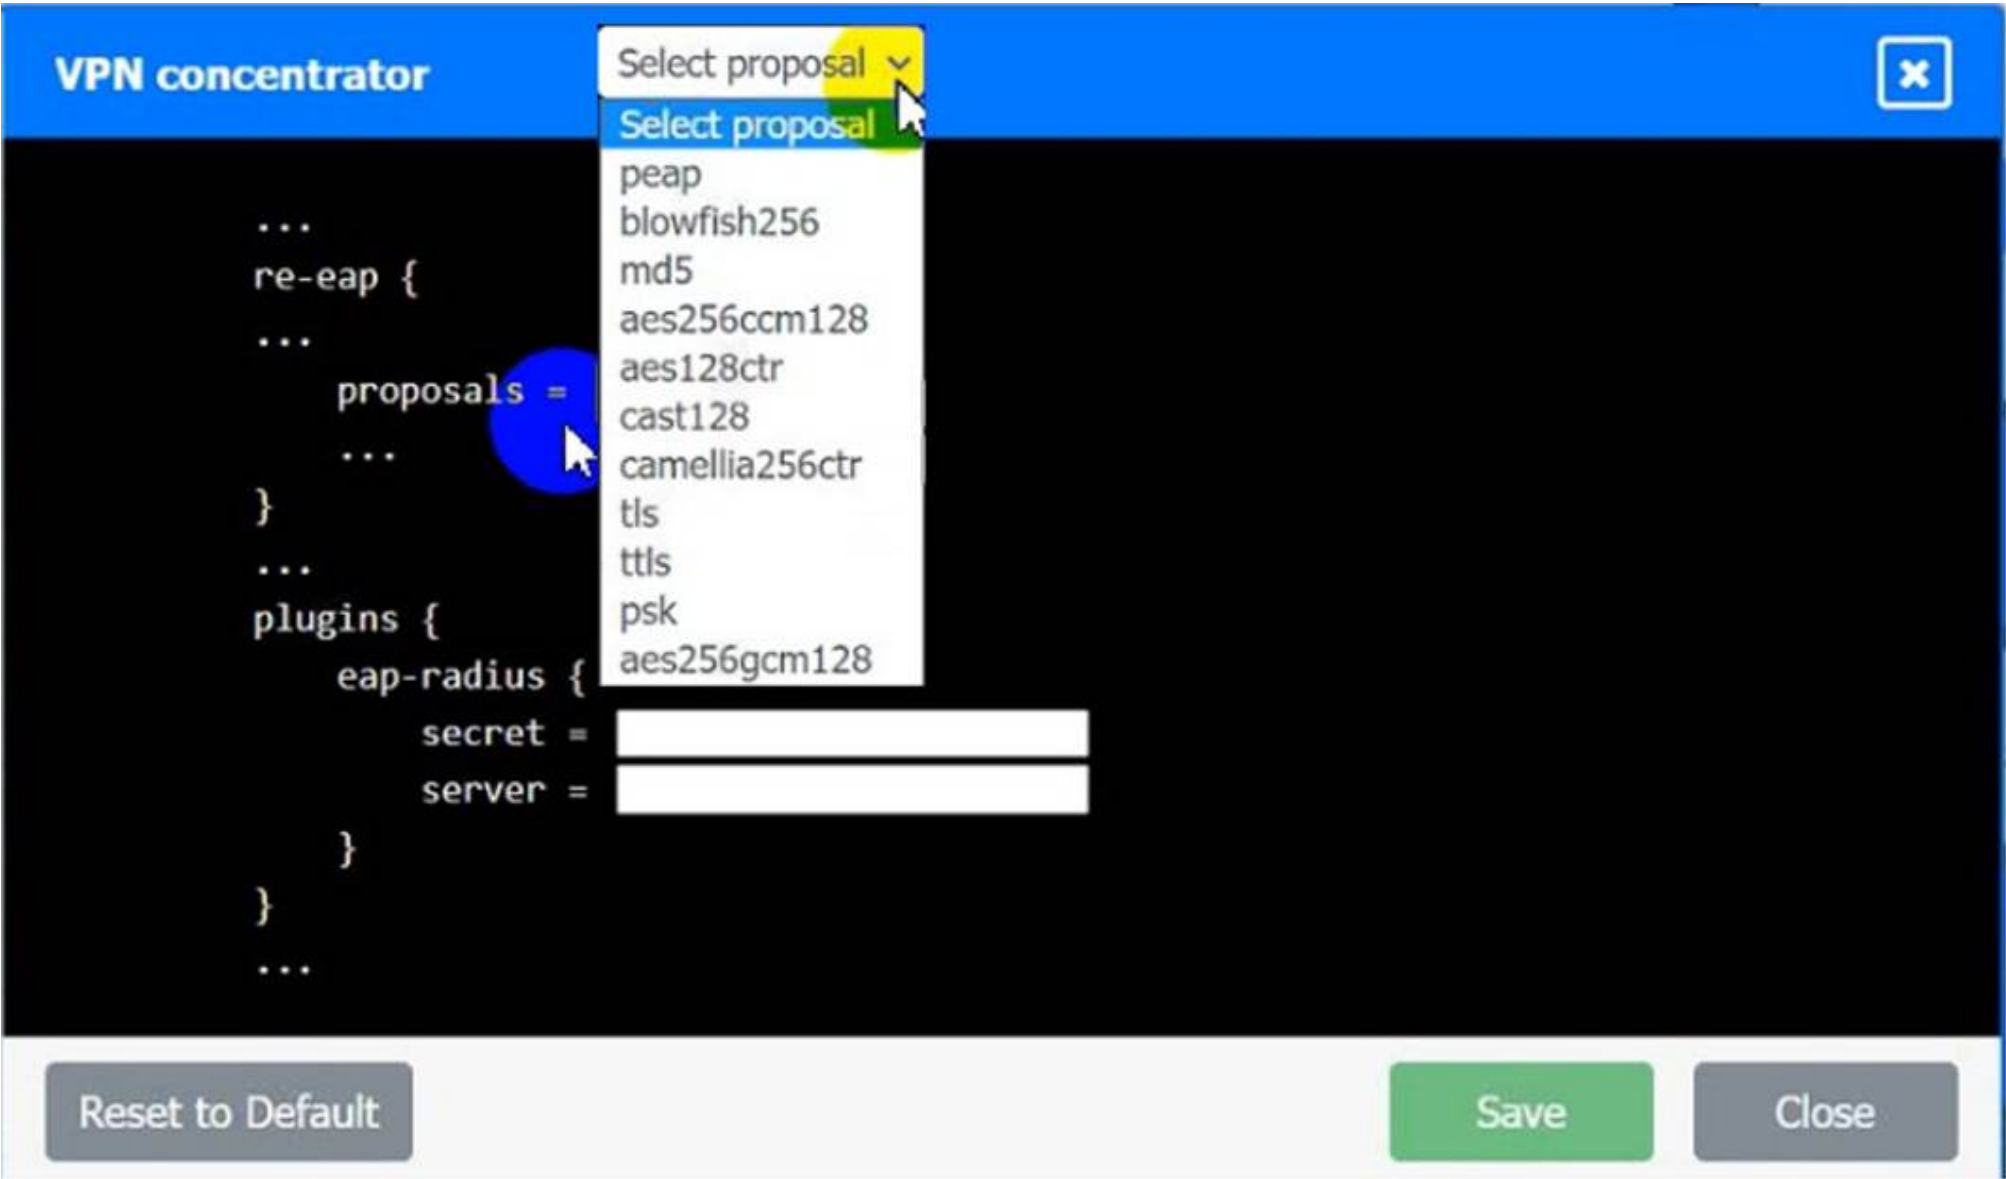 VPN concentrator
Select proposal
Select proposal
peap
blowfish256
md5
aes256ccm128
aes128ctr
cast128
camellia256ctr
tls
ttls
psk
aes256gcm128
...
re-eap {
...
proposals =
...
}
...
plugins {
eap-radius {
secret =
server =
}
}
...
Reset to Default
Save
Close